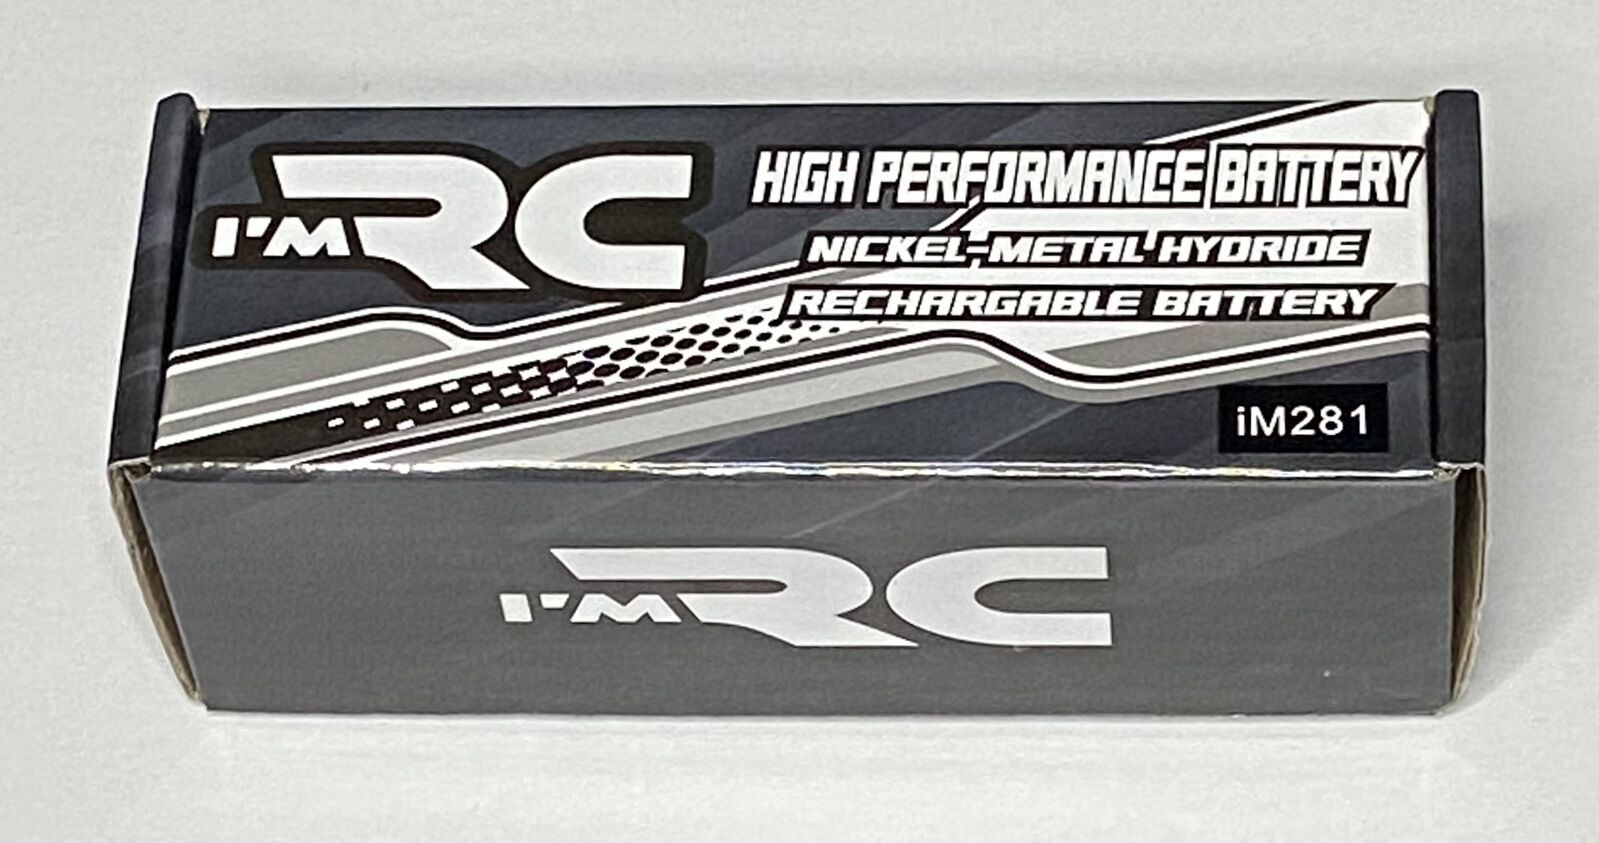 I'M RC
HIGH PERFORMANCE BATTERY
NICKEL-METAL HYDRIDE
RECHARGABLE BATTERY
iM281
I'M RC